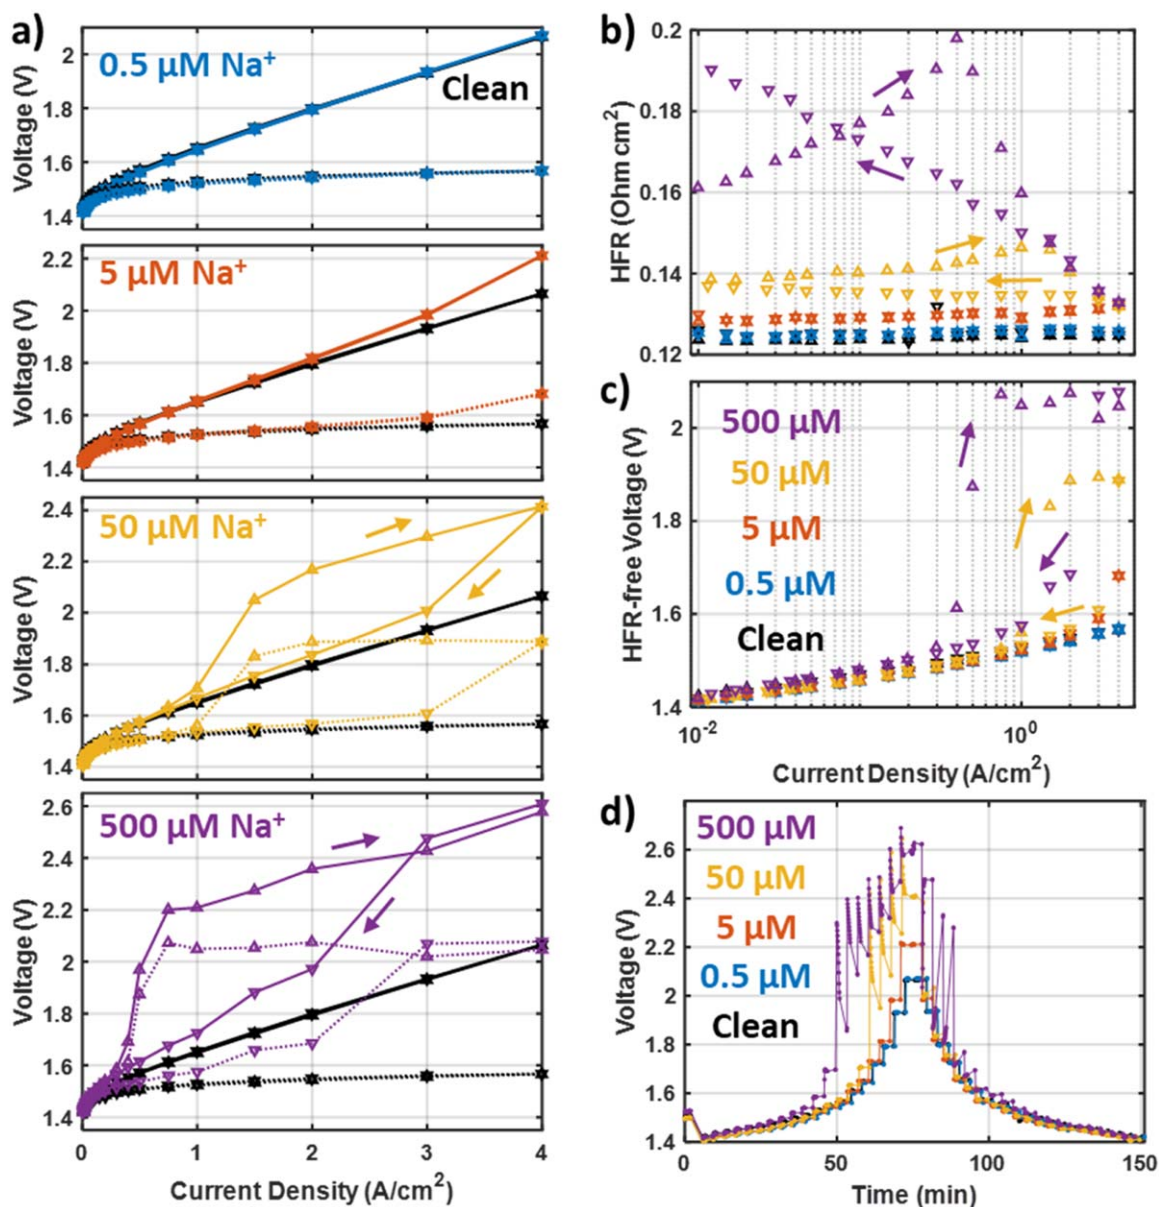 a)
2
1.8
1.6
1.4
Voltage (V)
0.5 μM Na⁺
Clean
2.2
2
1.8
1.6
1.4
Voltage (V)
5 μM Na⁺
2.4
2.2
2
1.8
1.6
1.4
Voltage (V)
50 μM Na⁺
2.6
2.4
2.2
2
1.8
1.6
1.4
Voltage (V)
500 μM Na⁺
0 1 2 3 4
Current Density (A/cm²)
b)
0.2
0.18
0.16
0.14
0.12
HFR (Ohm cm²)
c)
2
1.8
1.6
1.4
HFR-free Voltage (V)
500 μM
50 μM
5 μM
0.5 μM
Clean
10⁻² 10⁰
Current Density (A/cm²)
d)
2.6
2.4
2.2
2
1.8
1.6
1.4
Voltage (V)
500 μM
50 μM
5 μM
0.5 μM
Clean
0 50 100 150
Time (min)